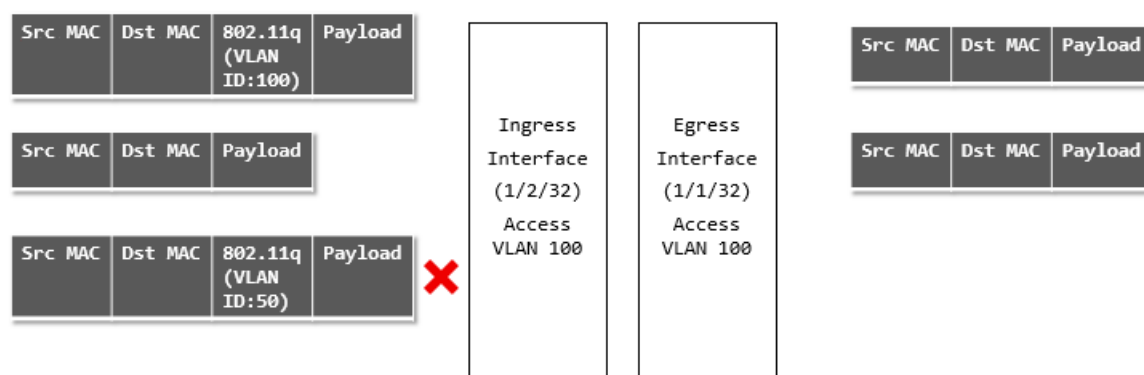 Src MAC Dst MAC 802.11q (VLAN ID:100) Payload
Src MAC Dst MAC Payload
Src MAC Dst MAC 802.11q (VLAN ID:50) Payload
Ingress
Interface
(1/2/32)
Access
VLAN 100
Egress
Interface
(1/1/32)
Access
VLAN 100
Src MAC Dst MAC Payload
Src MAC Dst MAC Payload